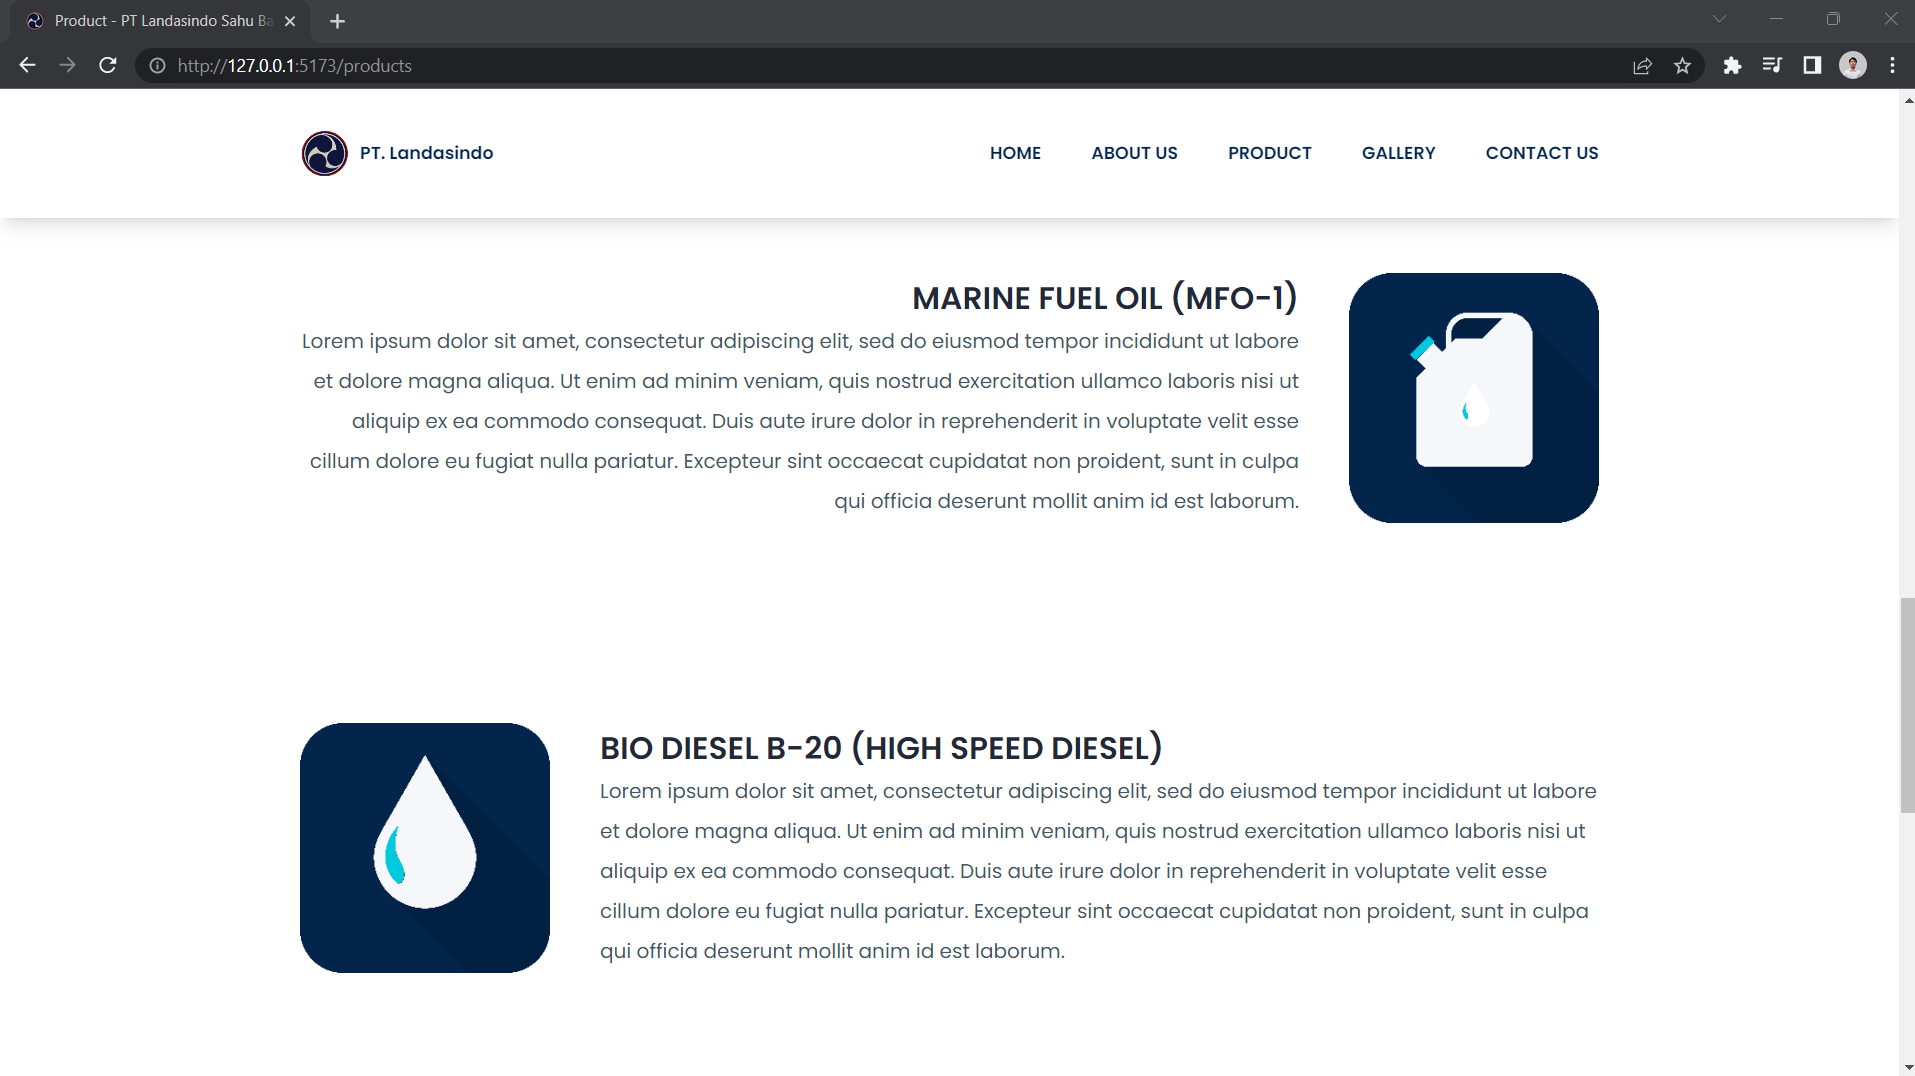 Product - PT Landasindo Sahu Ba
http://127.0.0.1:5173/products
PT. Landasindo
HOME ABOUT US PRODUCT GALLERY CONTACT US
MARINE FUEL OIL (MFO-1)
Lorem ipsum dolor sit amet, consectetur adipiscing elit, sed do eiusmod tempor incididunt ut labore
et dolore magna aliqua. Ut enim ad minim veniam, quis nostrud exercitation ullamco laboris nisi ut
aliquip ex ea commodo consequat. Duis aute irure dolor in reprehenderit in voluptate velit esse
cillum dolore eu fugiat nulla pariatur. Excepteur sint occaecat cupidatat non proident, sunt in culpa
qui officia deserunt mollit anim id est laborum.
BIO DIESEL B-20 (HIGH SPEED DIESEL)
Lorem ipsum dolor sit amet, consectetur adipiscing elit, sed do eiusmod tempor incididunt ut labore
et dolore magna aliqua. Ut enim ad minim veniam, quis nostrud exercitation ullamco laboris nisi ut
aliquip ex ea commodo consequat. Duis aute irure dolor in reprehenderit in voluptate velit esse
cillum dolore eu fugiat nulla pariatur. Excepteur sint occaecat cupidatat non proident, sunt in culpa
qui officia deserunt mollit anim id est laborum.